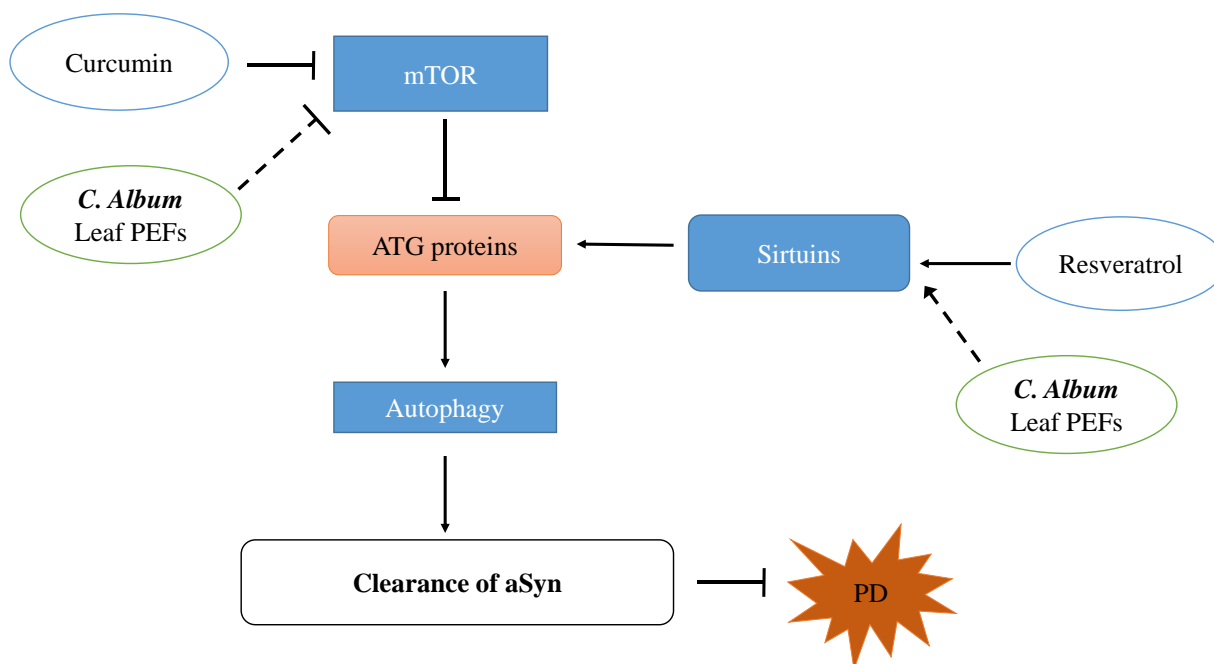 Curcumin
mTOR
C. Album
Leaf PEFs
ATG proteins
Sirtuins
Resveratrol
C. Album
Leaf PEFs
Autophagy
Clearance of aSyn
PD